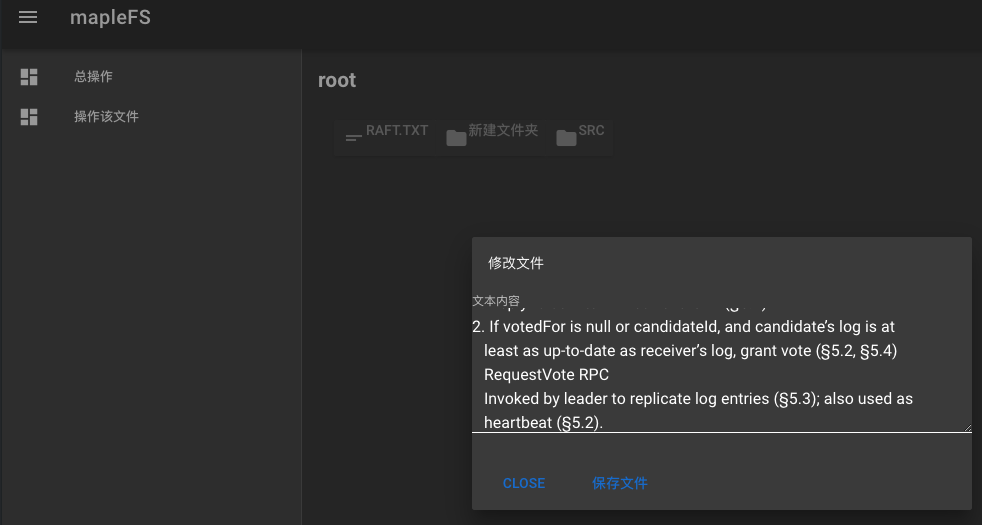 mapleFS
总操作
操作该文件
root
RAFT.TXT
新建文件夹
SRC
修改文件
文本内容
2. If votedFor is null or candidateId, and candidate’s log is at
least as up-to-date as receiver’s log, grant vote (§5.2, §5.4)
RequestVote RPC
Invoked by leader to replicate log entries (§5.3); also used as
heartbeat (§5.2).
CLOSE
保存文件